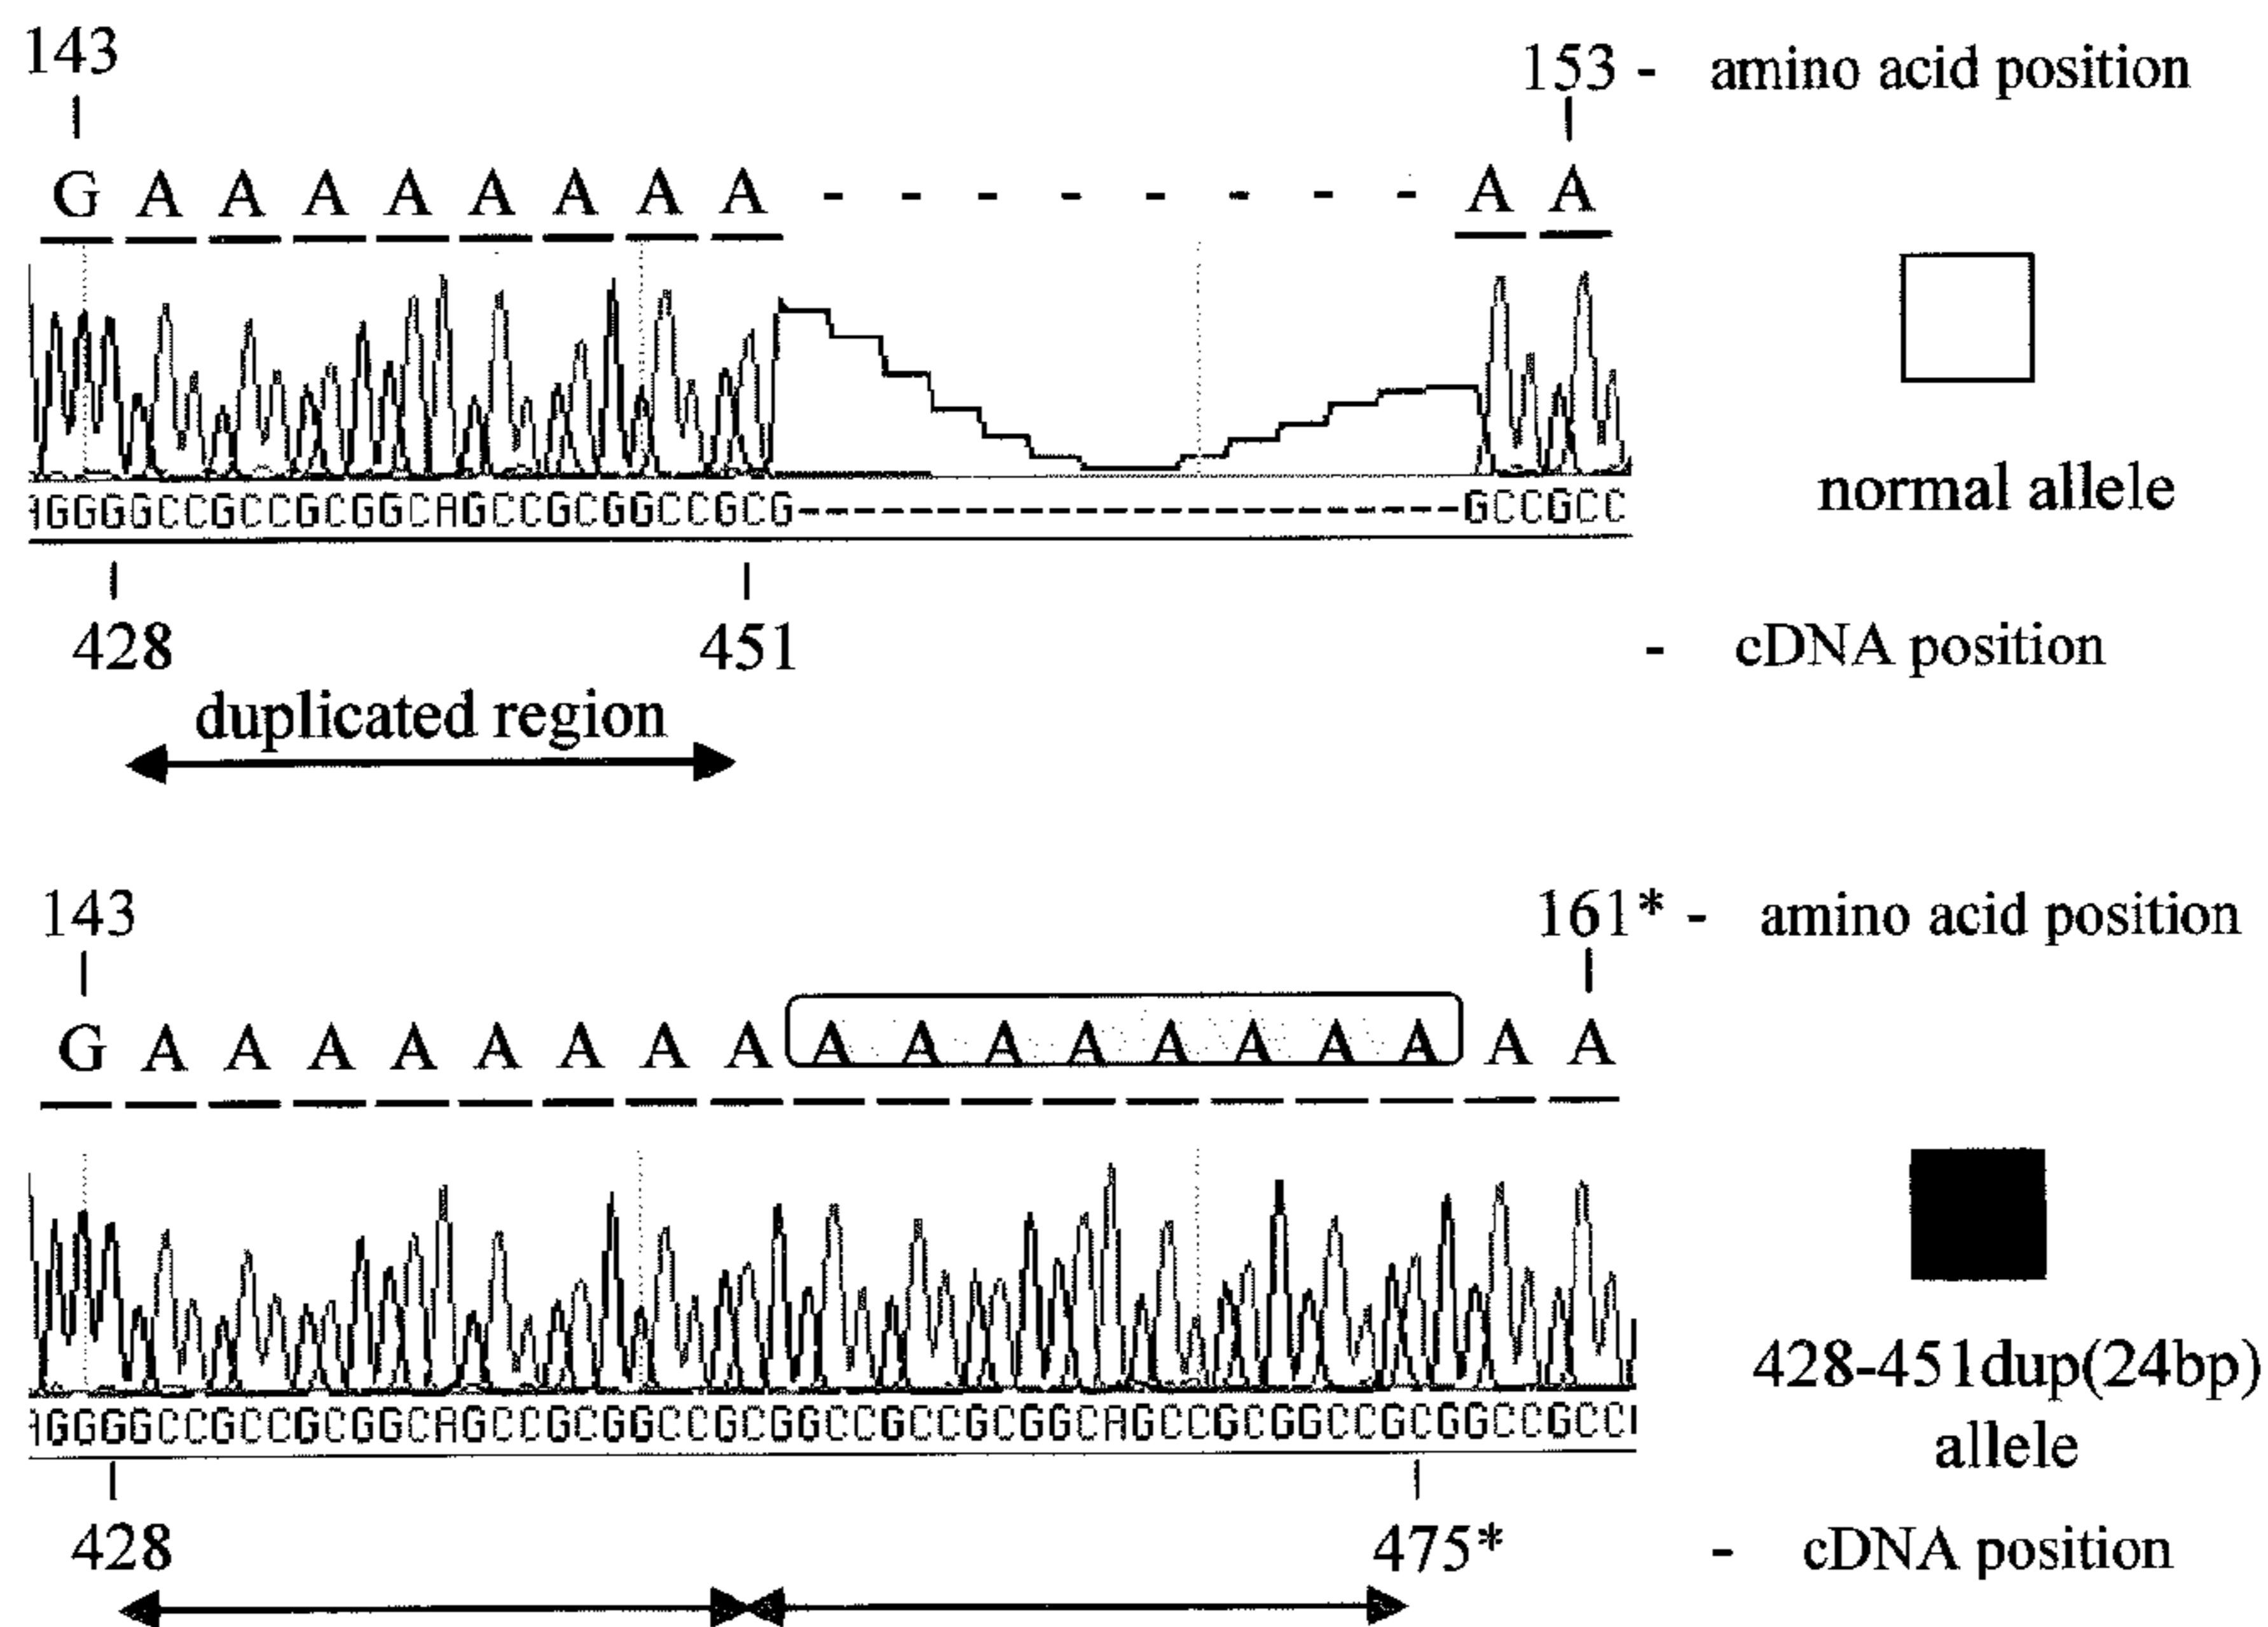 143 153 - amino acid position
G A A A A A A A A - - - - - - - - A A
GGGGCCGCCGCGGCAGCCGCGGCCGCG------------------------GCCGCC
normal allele
428 451 - cDNA position
duplicated region
143 161* - amino acid position
G A A A A A A A A A A A A A A A A A A
GGGGCCGCCGCGGCAGCCGCGGCCGCGGCCGCCGCGGCAGCCGCGGCCGCGGCCGCC
428-451dup(24bp)
allele
428 475* - cDNA position